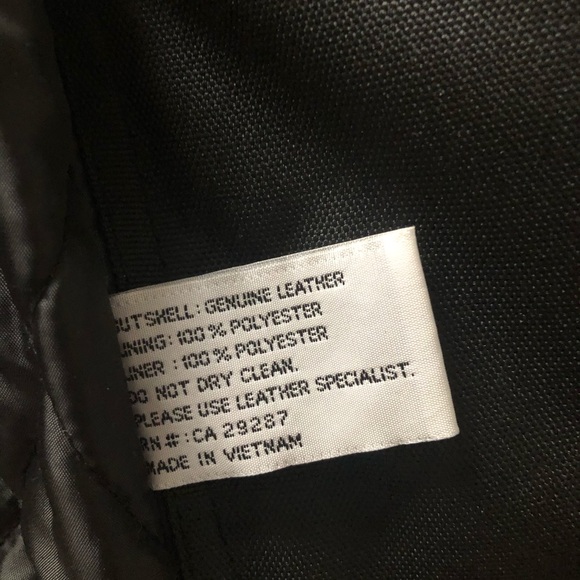 OUTSHELL: GENUINE LEATHER
LINING: 100% POLYESTER
LINER : 100% POLYESTER
DO NOT DRY CLEAN.
PLEASE USE LEATHER SPECIALIST.
RN# : CA 29287
MADE IN VIETNAM